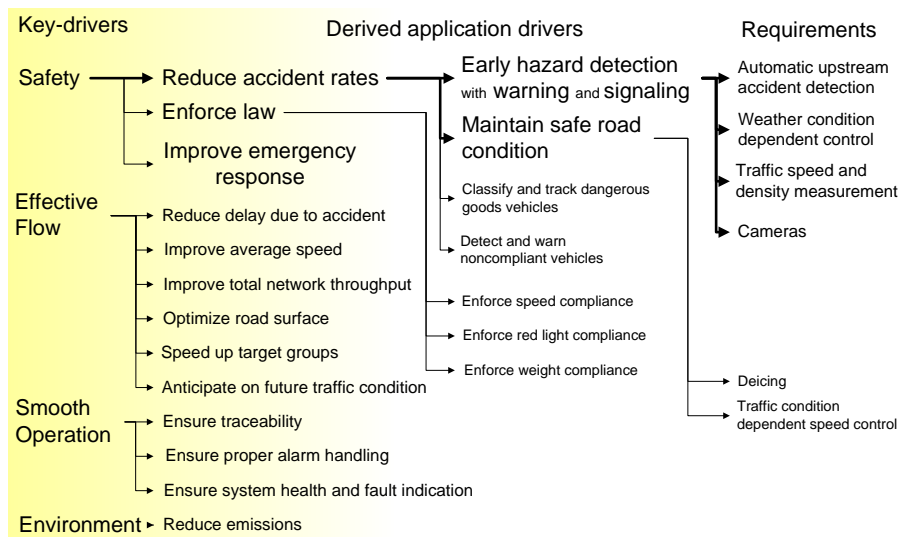 Key-drivers
Derived application drivers
Requirements
Safety
Reduce accident rates
Enforce law
Improve emergency
response
Effective
Flow
Reduce delay due to accident
Improve average speed
Improve total network throughput
Optimize road surface
Speed up target groups
Anticipate on future traffic condition
Smooth
Operation
Ensure traceability
Ensure proper alarm handling
Ensure system health and fault indication
Environment
Reduce emissions
Early hazard detection
with warning and signaling
Maintain safe road
condition
Classify and track dangerous
goods vehicles
Detect and warn
noncompliant vehicles
Enforce speed compliance
Enforce red light compliance
Enforce weight compliance
Automatic upstream
accident detection
Weather condition
dependent control
Traffic speed and
density measurement
Cameras
Deicing
Traffic condition
dependent speed control